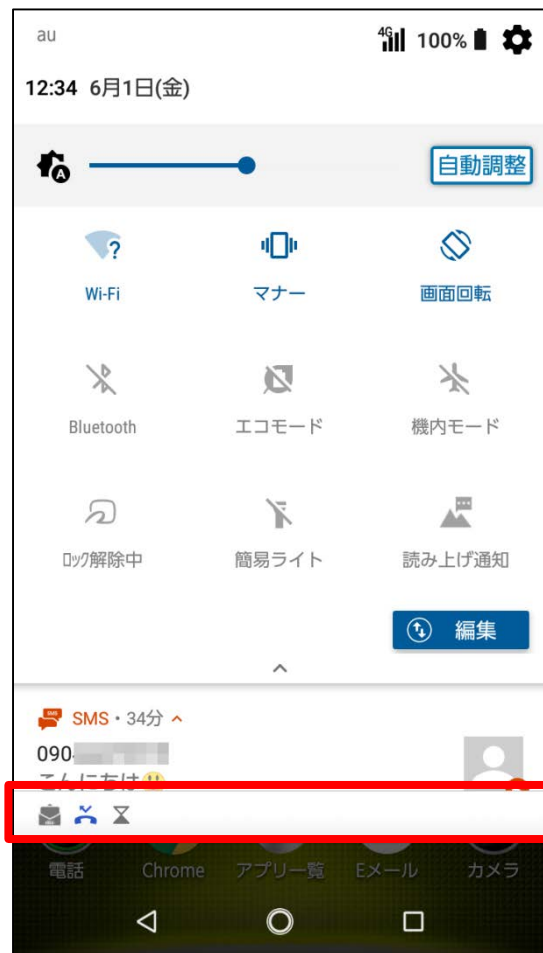 au 4G 100%
12:34 6月1日(金)
A 自動調整
Wi-Fi マナー 画面回転
Bluetooth エコモード 機内モード
ロック解除中 簡易ライト 読み上げ通知
編集
SMS・34分
090
こんにちは
電話 Chrome アプリ一覧 Eメール カメラ